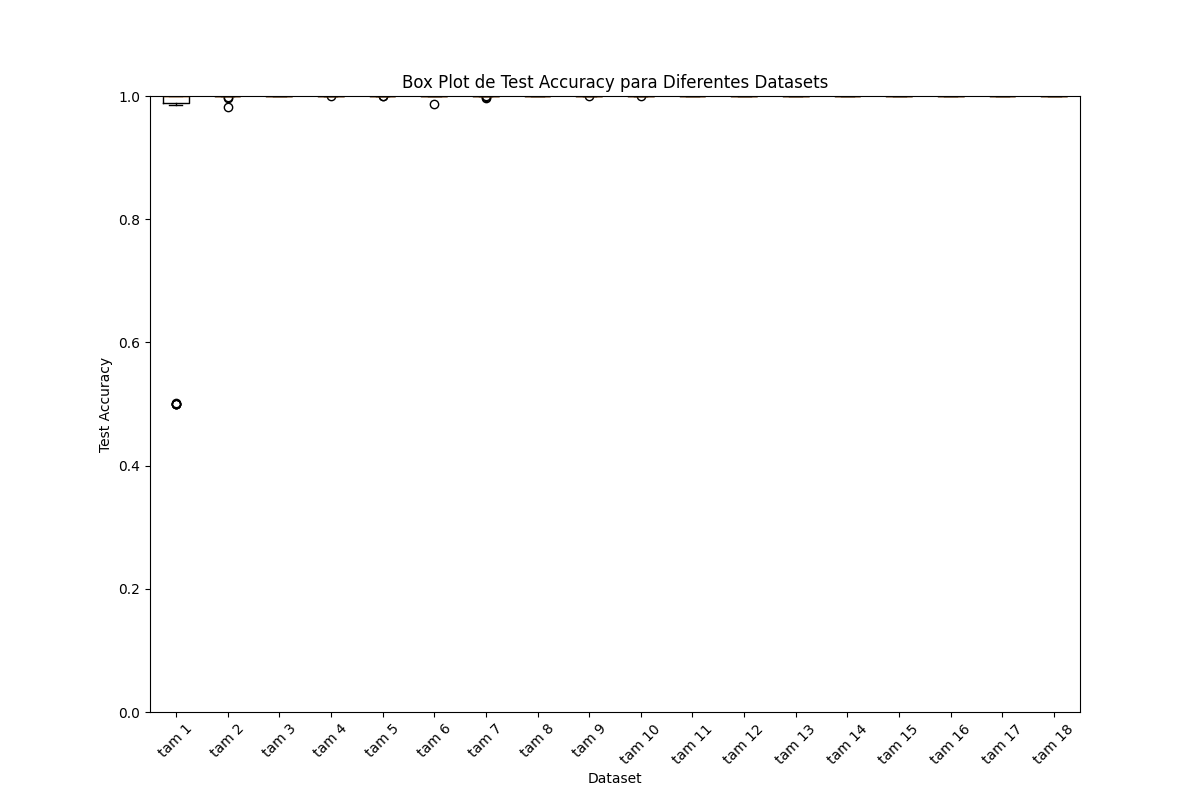 Box Plot de Test Accuracy para Diferentes Datasets
1.0
0.8
0.6
0.4
0.2
0.0
Test Accuracy
tam 1
tam 2
tam 3
tam 4
tam 5
tam 6
tam 7
tam 8
tam 9
tam 10
tam 11
tam 12
tam 13
tam 14
tam 15
tam 16
tam 17
tam 18
Dataset